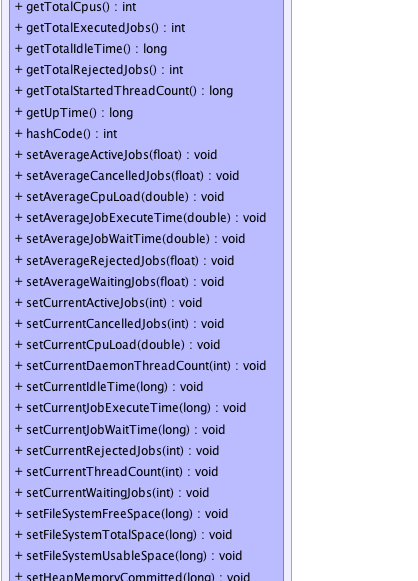 + getTotalCpus() : int
+ getTotalExecutedJobs() : int
+ getTotalIdleTime() : long
+ getTotalRejectedJobs() : int
+ getTotalStartedThreadCount() : long
+ getUpTime() : long
+ hashCode() : int
+ setAverageActiveJobs(float) : void
+ setAverageCancelledJobs(float) : void
+ setAverageCpuLoad(double) : void
+ setAverageJobExecuteTime(double) : void
+ setAverageJobWaitTime(double) : void
+ setAverageRejectedJobs(float) : void
+ setAverageWaitingJobs(float) : void
+ setCurrentActiveJobs(int) : void
+ setCurrentCancelledJobs(int) : void
+ setCurrentCpuLoad(double) : void
+ setCurrentDaemonThreadCount(int) : void
+ setCurrentIdleTime(long) : void
+ setCurrentJobExecuteTime(long) : void
+ setCurrentJobWaitTime(long) : void
+ setCurrentRejectedJobs(int) : void
+ setCurrentThreadCount(int) : void
+ setCurrentWaitingJobs(int) : void
+ setFileSystemFreeSpace(long) : void
+ setFileSystemTotalSpace(long) : void
+ setFileSystemUsableSpace(long) : void
+ setHeapMemoryCommitted(long) : void